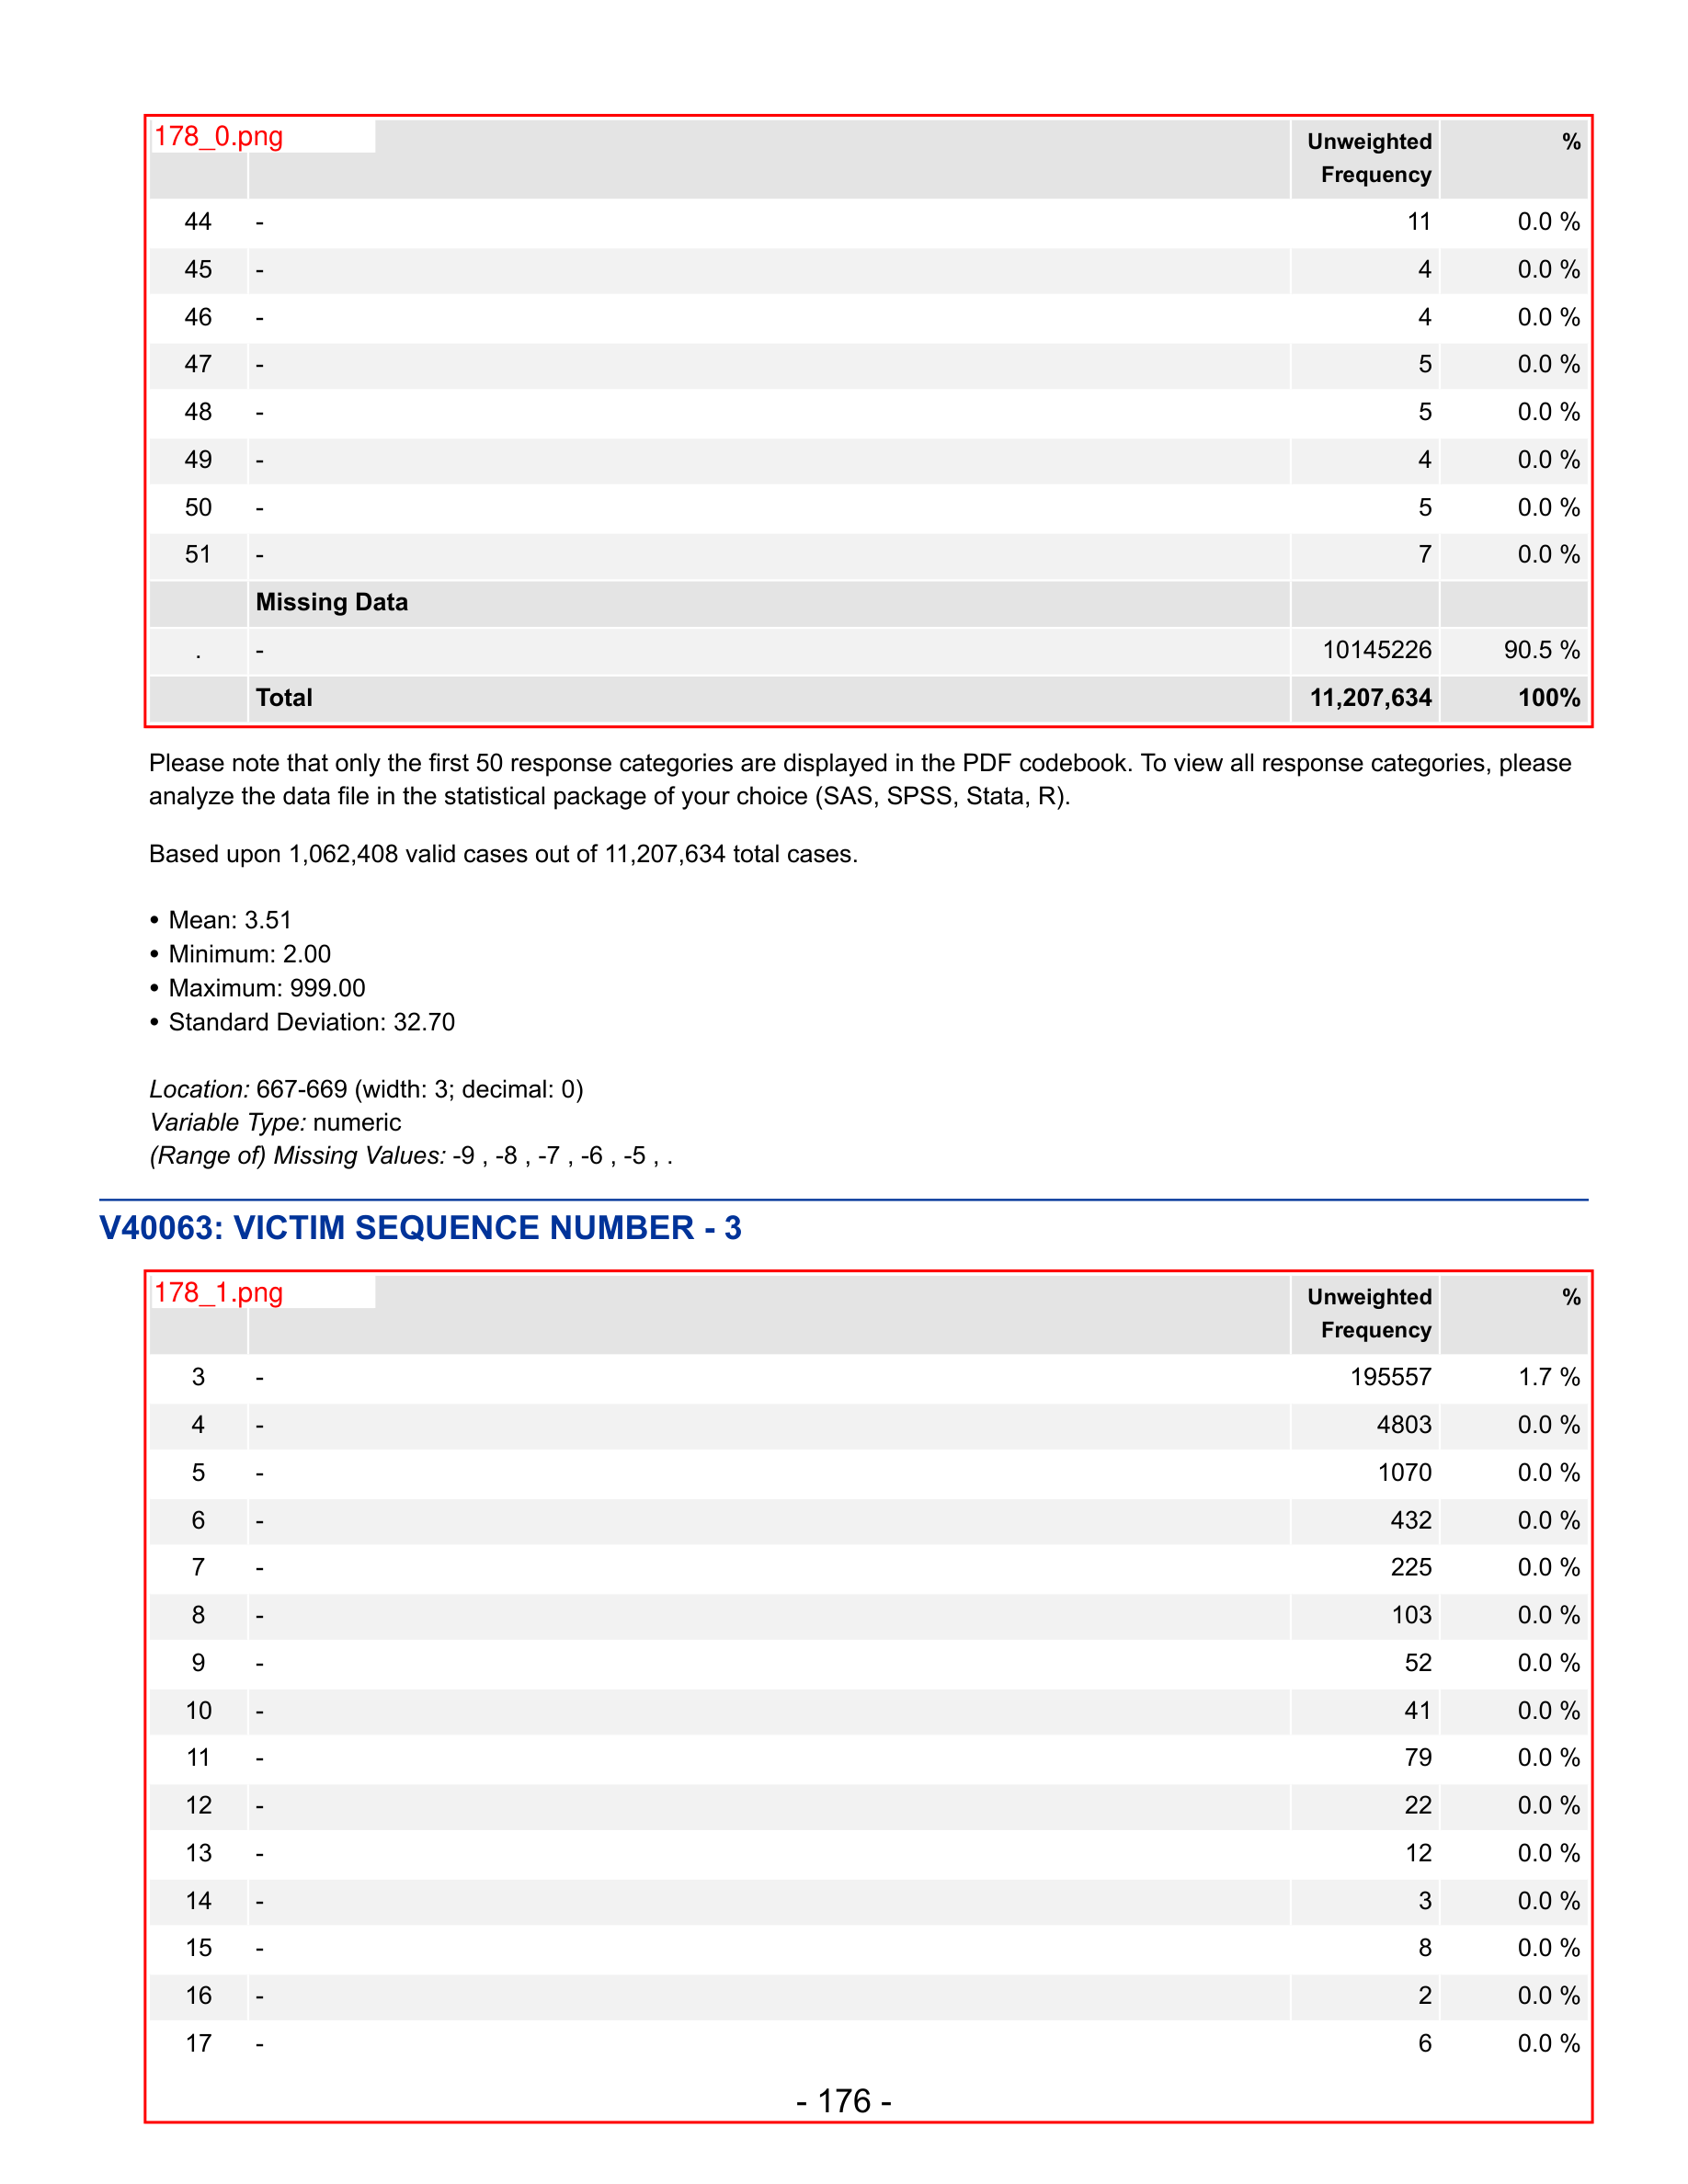 178_0.png
Unweighted Frequency %
44 - 11 0.0 %
45 - 4 0.0 %
46 - 4 0.0 %
47 - 5 0.0 %
48 - 5 0.0 %
49 - 4 0.0 %
50 - 5 0.0 %
51 - 7 0.0 %
Missing Data
. - 10145226 90.5 %
Total 11,207,634 100%
Please note that only the first 50 response categories are displayed in the PDF codebook. To view all response categories, please
analyze the data file in the statistical package of your choice (SAS, SPSS, Stata, R).
Based upon 1,062,408 valid cases out of 11,207,634 total cases.
• Mean: 3.51
• Minimum: 2.00
• Maximum: 999.00
• Standard Deviation: 32.70
Location: 667-669 (width: 3; decimal: 0)
Variable Type: numeric
(Range of) Missing Values: -9 , -8 , -7 , -6 , -5 , .
V40063: VICTIM SEQUENCE NUMBER - 3
178_1.png
Unweighted Frequency %
3 - 195557 1.7 %
4 - 4803 0.0 %
5 - 1070 0.0 %
6 - 432 0.0 %
7 - 225 0.0 %
8 - 103 0.0 %
9 - 52 0.0 %
10 - 41 0.0 %
11 - 79 0.0 %
12 - 22 0.0 %
13 - 12 0.0 %
14 - 3 0.0 %
15 - 8 0.0 %
16 - 2 0.0 %
17 - 6 0.0 %
- 176 -